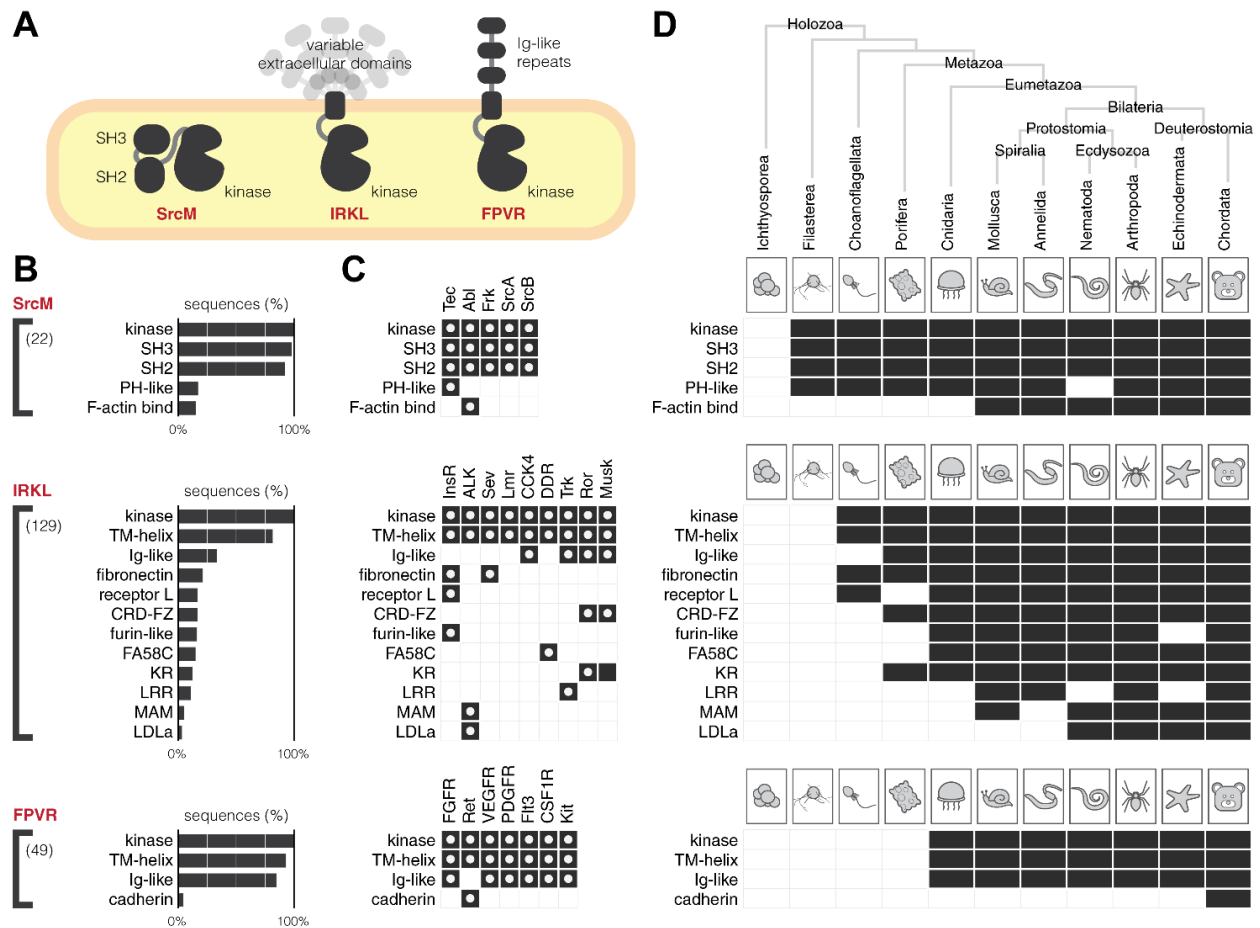 A
variable
extracellular domains
Ig-like
repeats
SH3
SH2
kinase
kinase
kinase
SrcM
IRKL
FPVR
B
SrcM
(22)
sequences (%)
kinase
SH3
SH2
PH-like
F-actin bind
0%
100%
IRKL
(129)
sequences (%)
kinase
TM-helix
Ig-like
fibronectin
receptor L
CRD-FZ
furin-like
FA58C
KR
LRR
MAM
LDLa
0%
100%
FPVR
(49)
sequences (%)
kinase
TM-helix
Ig-like
cadherin
0%
100%
C
Tec
Abl
Frk
SrcA
SrcB
kinase
SH3
SH2
PH-like
F-actin bind
InsR
ALK
Sev
Lmr
CCK4
DDR
Trk
Ror
Musk
kinase
TM-helix
Ig-like
fibronectin
receptor L
CRD-FZ
furin-like
FA58C
KR
LRR
MAM
LDLa
FGFR
Ret
VEGFR
PDGFR
Flt3
CSF1R
Kit
kinase
TM-helix
Ig-like
cadherin
D
Holozoa
Metazoa
Eumetazoa
Bilateria
Protostomia
Deuterostomia
Spiralia
Ecdysozoa
Ichthyosporea
Filasterea
Choanoflagellata
Porifera
Cnidaria
Mollusca
Annelida
Nematoda
Arthropoda
Echinodermata
Chordata
kinase
SH3
SH2
PH-like
F-actin bind
kinase
TM-helix
Ig-like
fibronectin
receptor L
CRD-FZ
furin-like
FA58C
KR
LRR
MAM
LDLa
kinase
TM-helix
Ig-like
cadherin